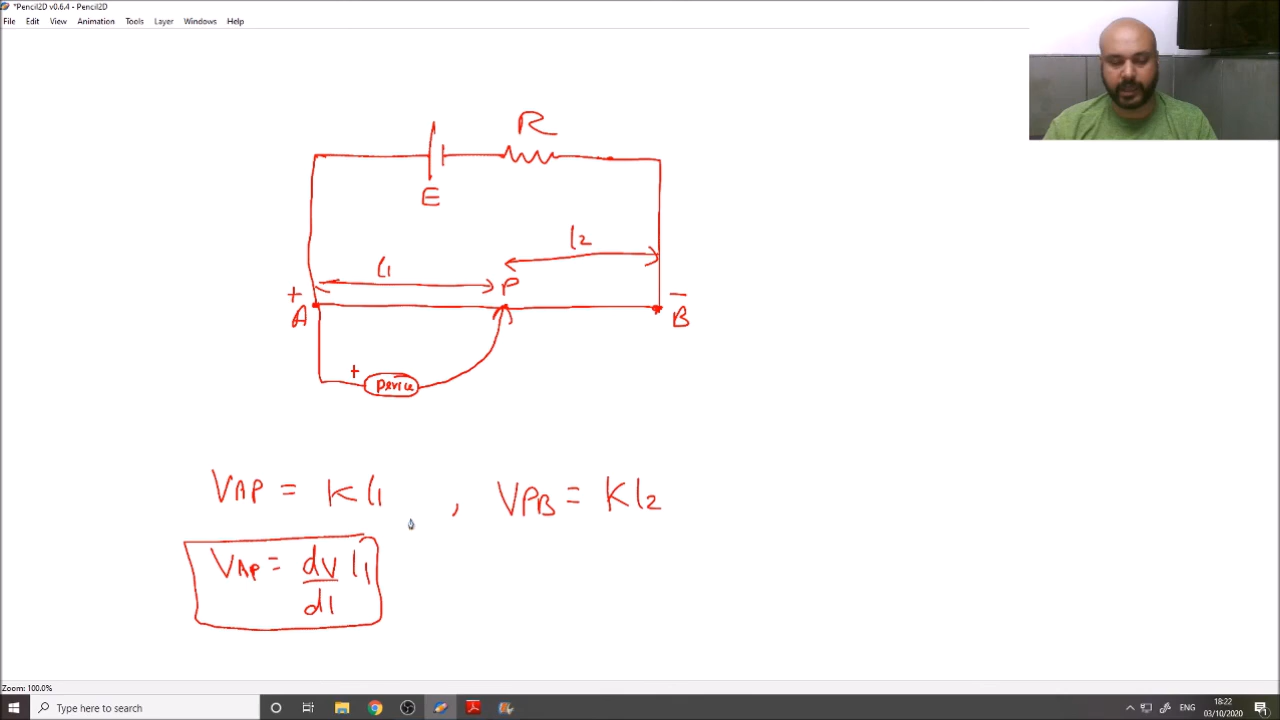 *Pencil2D v0.6.4 - Pencil2D
File Edit View Animation Tools Layer Windows Help
R
E
l2
l1
P
+ -
A B
+
Device
VAP = Kl1 , VPB = Kl2
VAP = dv/dl l1
Zoom: 100.0%
Type here to search
ENG
18:22
03/10/2020
1